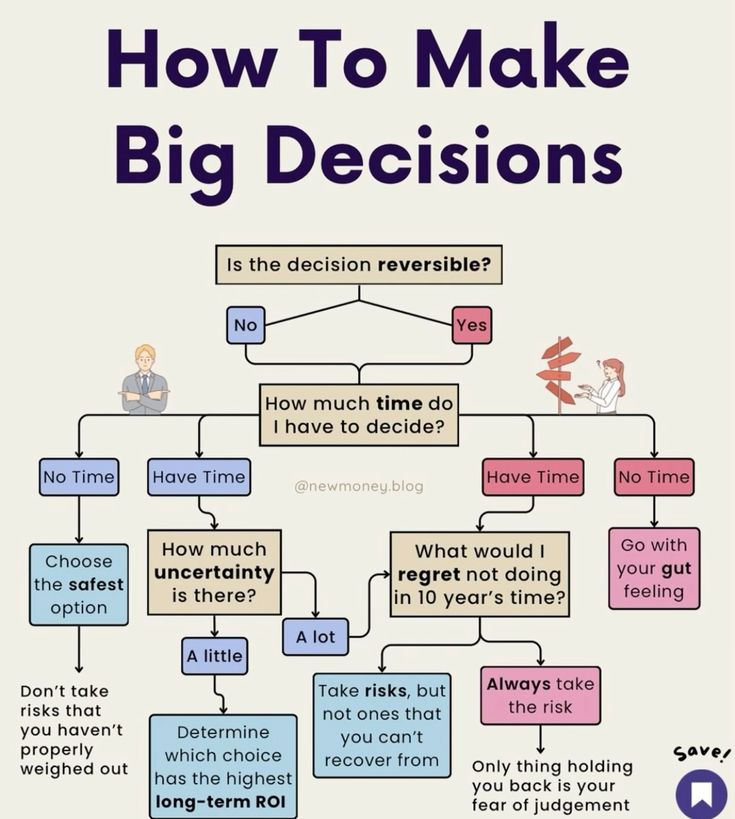 How To Make
Big Decisions
Is the decision reversible?
No
Yes
How much time do
I have to decide?
No Time
Have Time
@newmoney.blog
Have Time
No Time
Choose
the safest
option
How much
uncertainty
is there?
What would I
regret not doing
in 10 year's time?
Go with
your gut
feeling
A lot
A little
Don't take
risks that
you haven't
properly
weighed out
Determine
which choice
has the highest
long-term ROI
Take risks, but
not ones that
you can't
recover from
Always take
the risk
Only thing holding
you back is your
fear of judgement
Save!